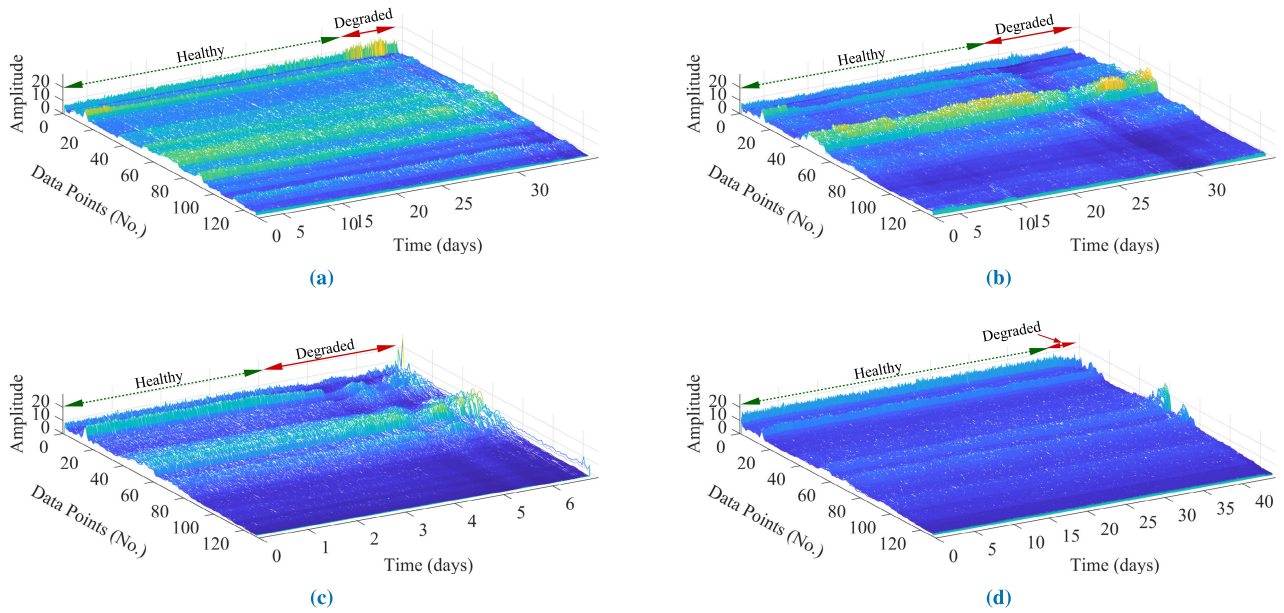 Healthy
Degraded
Amplitude
20
10
0
0
20
40
60
80
100
120
Data Points (No.)
0
5
10
15
20
25
30
Time (days)
(a)
Healthy
Degraded
Amplitude
20
10
0
0
20
40
60
80
100
120
Data Points (No.)
0
5
10
15
20
25
30
Time (days)
(b)
Healthy
Degraded
Amplitude
20
10
0
0
20
40
60
80
100
120
Data Points (No.)
0
1
2
3
4
5
6
Time (days)
(c)
Healthy
Degraded
Amplitude
20
10
0
0
20
40
60
80
100
120
Data Points (No.)
0
5
10
15
20
25
30
35
40
Time (days)
(d)